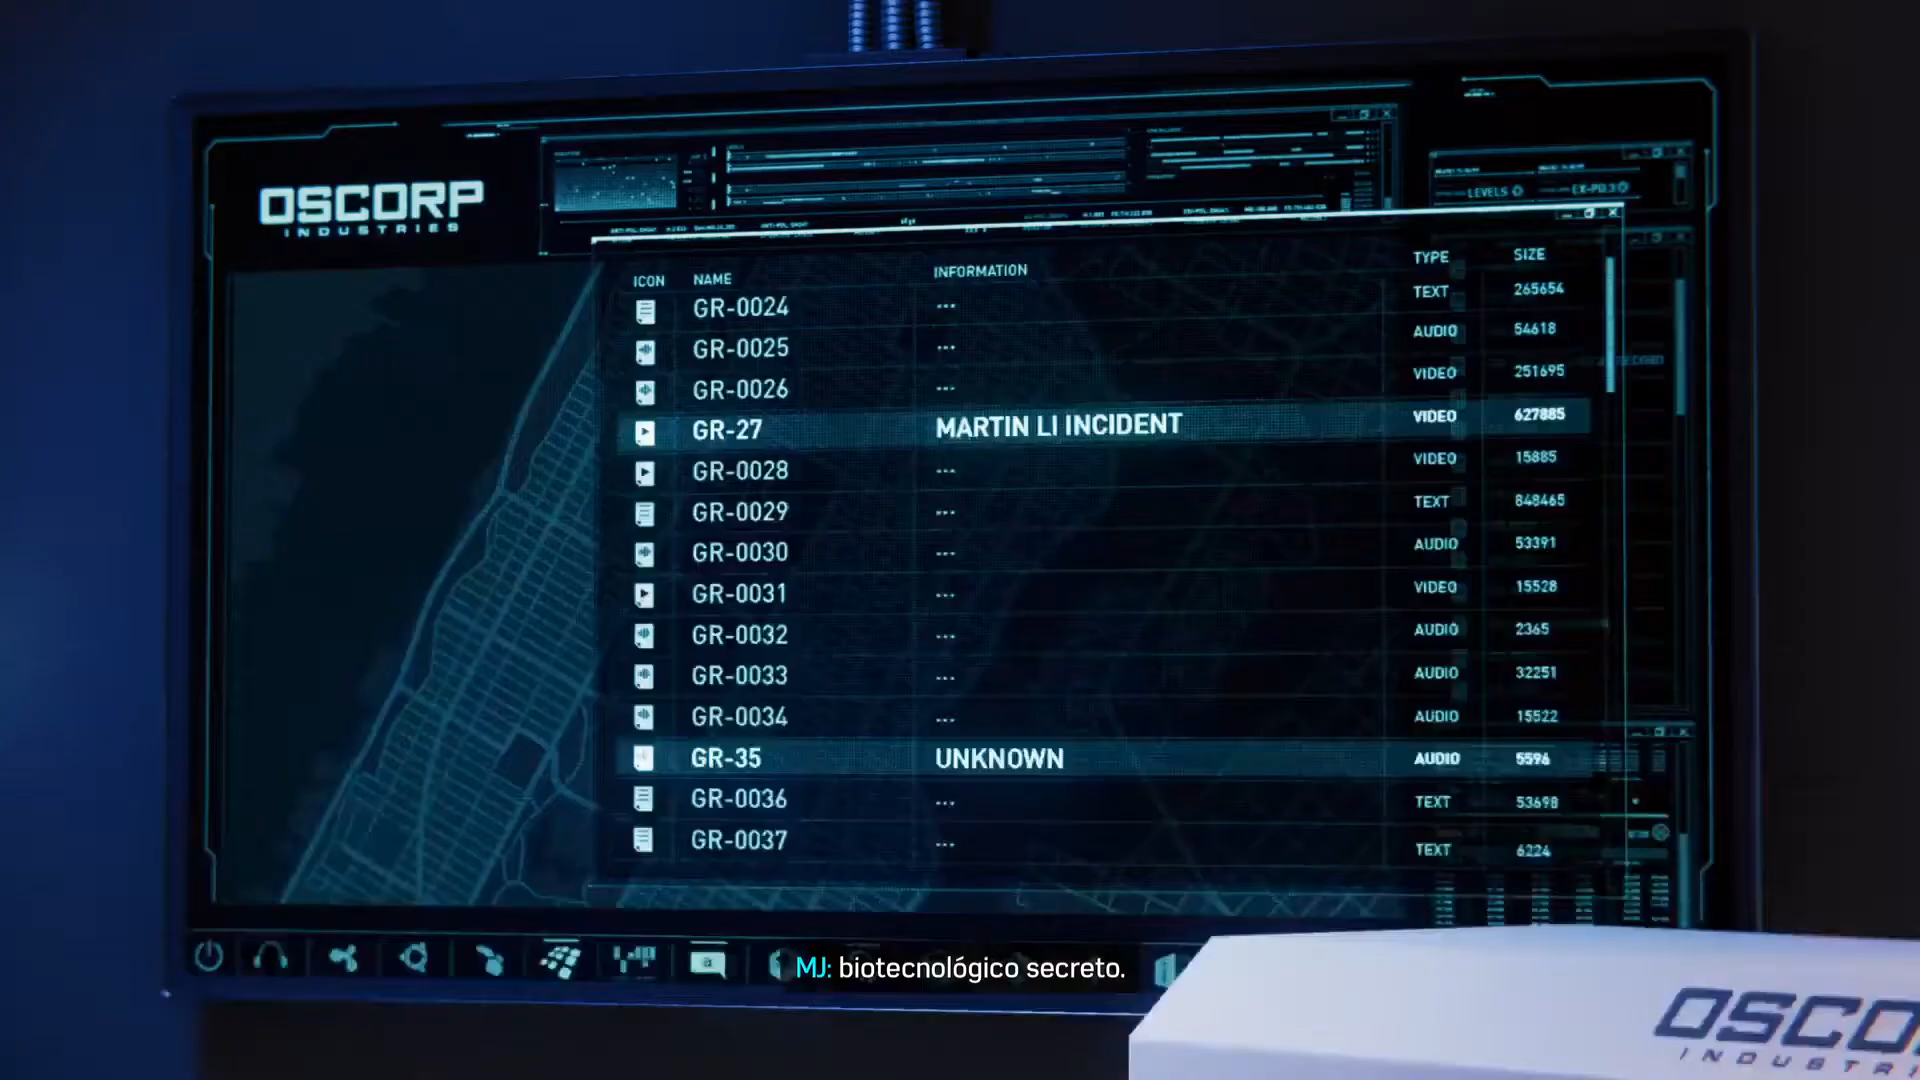 OSCORP
INDUSTRIES
LEVELS
ICON NAME INFORMATION TYPE SIZE
GR-0024 --- TEXT 265654
GR-0025 --- AUDIO 54618
GR-0026 --- VIDEO 251695
GR-27 MARTIN LI INCIDENT VIDEO 627885
GR-0028 --- VIDEO 15885
GR-0029 --- TEXT 848465
GR-0030 --- AUDIO 53391
GR-0031 --- VIDEO 15528
GR-0032 --- AUDIO 2365
GR-0033 --- AUDIO 32251
GR-0034 --- AUDIO 15522
GR-35 UNKNOWN AUDIO 5596
GR-0036 --- TEXT 53698
GR-0037 --- TEXT 6224
a
MJ: biotecnológico secreto.
OSCO
INDUSTRI